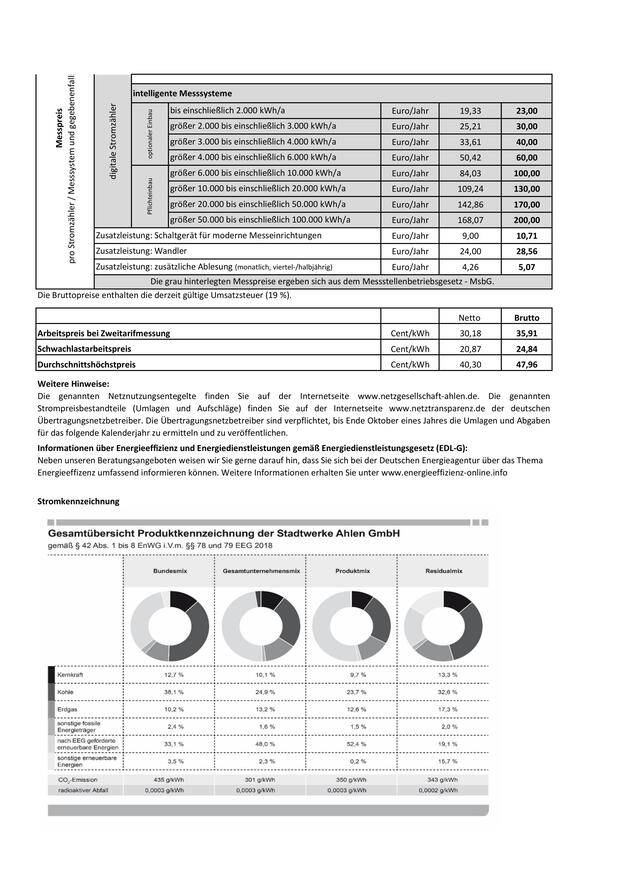 Messpreis
pro Stromzähler / Messsystem und gegebenenfall
digitale Stromzähler
intelligente Messsysteme
optionaler Einbau
bis einschließlich 2.000 kWh/a Euro/Jahr 19,33 23,00
größer 2.000 bis einschließlich 3.000 kWh/a Euro/Jahr 25,21 30,00
größer 3.000 bis einschließlich 4.000 kWh/a Euro/Jahr 33,61 40,00
größer 4.000 bis einschließlich 6.000 kWh/a Euro/Jahr 50,42 60,00
Pflichteinbau
größer 6.000 bis einschließlich 10.000 kWh/a Euro/Jahr 84,03 100,00
größer 10.000 bis einschließlich 20.000 kWh/a Euro/Jahr 109,24 130,00
größer 20.000 bis einschließlich 50.000 kWh/a Euro/Jahr 142,86 170,00
größer 50.000 bis einschließlich 100.000 kWh/a Euro/Jahr 168,07 200,00
Zusatzleistung: Schaltgerät für moderne Messeinrichtungen Euro/Jahr 9,00 10,71
Zusatzleistung: Wandler Euro/Jahr 24,00 28,56
Zusatzleistung: zusätzliche Ablesung (monatlich, viertel-/halbjährig) Euro/Jahr 4,26 5,07
Die grau hinterlegten Messpreise ergeben sich aus dem Messstellenbetriebsgesetz - MsbG.
Die Bruttopreise enthalten die derzeit gültige Umsatzsteuer (19 %).
Netto Brutto
Arbeitspreis bei Zweitarifmessung Cent/kWh 30,18 35,91
Schwachlastarbeitspreis Cent/kWh 20,87 24,84
Durchschnittshöchstpreis Cent/kWh 40,30 47,96
Weitere Hinweise:
Die genannten Netznutzungsentegelte finden Sie auf der Internetseite www.netzgesellschaft-ahlen.de. Die genannten
Strompreisbestandteile (Umlagen und Aufschläge) finden Sie auf der Internetseite www.netztransparenz.de der deutschen
Übertragungsnetzbetreiber. Die Übertragungsnetzbetreiber sind verpflichtet, bis Ende Oktober eines Jahres die Umlagen und Abgaben
für das folgende Kalenderjahr zu ermitteln und zu veröffentlichen.
Informationen über Energieeffizienz und Energiedienstleistungen gemäß Energiedienstleistungsgesetz (EDL-G):
Neben unseren Beratungsangeboten weisen wir Sie gerne darauf hin, dass Sie sich bei der Deutschen Energieagentur über das Thema
Energieeffizenz umfassend informieren können. Weitere Informationen erhalten Sie unter www.energieeffizienz-online.info
Stromkennzeichnung
Gesamtübersicht Produktkennzeichnung der Stadtwerke Ahlen GmbH
gemäß § 42 Abs. 1 bis 8 EnWG i.V.m. §§ 78 und 79 EEG 2018
Bundesmix Gesamtunternehmensmix Produktmix Residualmix
Kernkraft 12,7 % 10,1 % 9,7 % 13,3 %
Kohle 38,1 % 24,9 % 23,7 % 32,6 %
Erdgas 10,2 % 13,2 % 12,6 % 17,3 %
sonstige fossile
Energieträger 2,4 % 1,6 % 1,5 % 2,0 %
nach EEG geförderte
erneuerbare Energien 33,1 % 48,0 % 52,4 % 19,1 %
sonstige erneuerbare
Energien 3,5 % 2,3 % 0,2 % 15,7 %
CO₂-Emission 435 g/kWh 301 g/kWh 350 g/kWh 343 g/kWh
radioaktiver Abfall 0,0003 g/kWh 0,0003 g/kWh 0,0003 g/kWh 0,0002 g/kWh